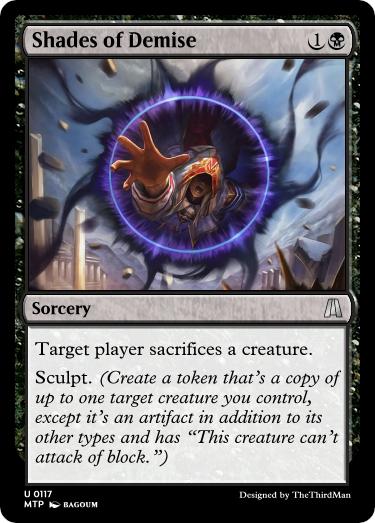 Shades of Demise 1
Sorcery
Target player sacrifices a creature.
Sculpt. (Create a token that's a copy of
up to one target creature you control,
except it's an artifact in addition to its
other types and has “This creature can't
attack of block.”)
U 0117
MTP BAGOUM
Designed by TheThirdMan